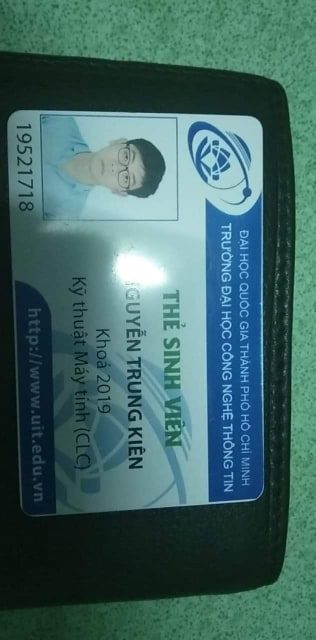 ĐẠI HỌC QUỐC GIA THÀNH PHỐ HỒ CHÍ MINH
TRƯỜNG ĐẠI HỌC CÔNG NGHỆ THÔNG TIN
THẺ SINH VIÊN
NGUYỄN TRUNG KIÊN
Khoá 2019
Kỹ thuật Máy tính (CLC)
19521718
http://www.uit.edu.vn